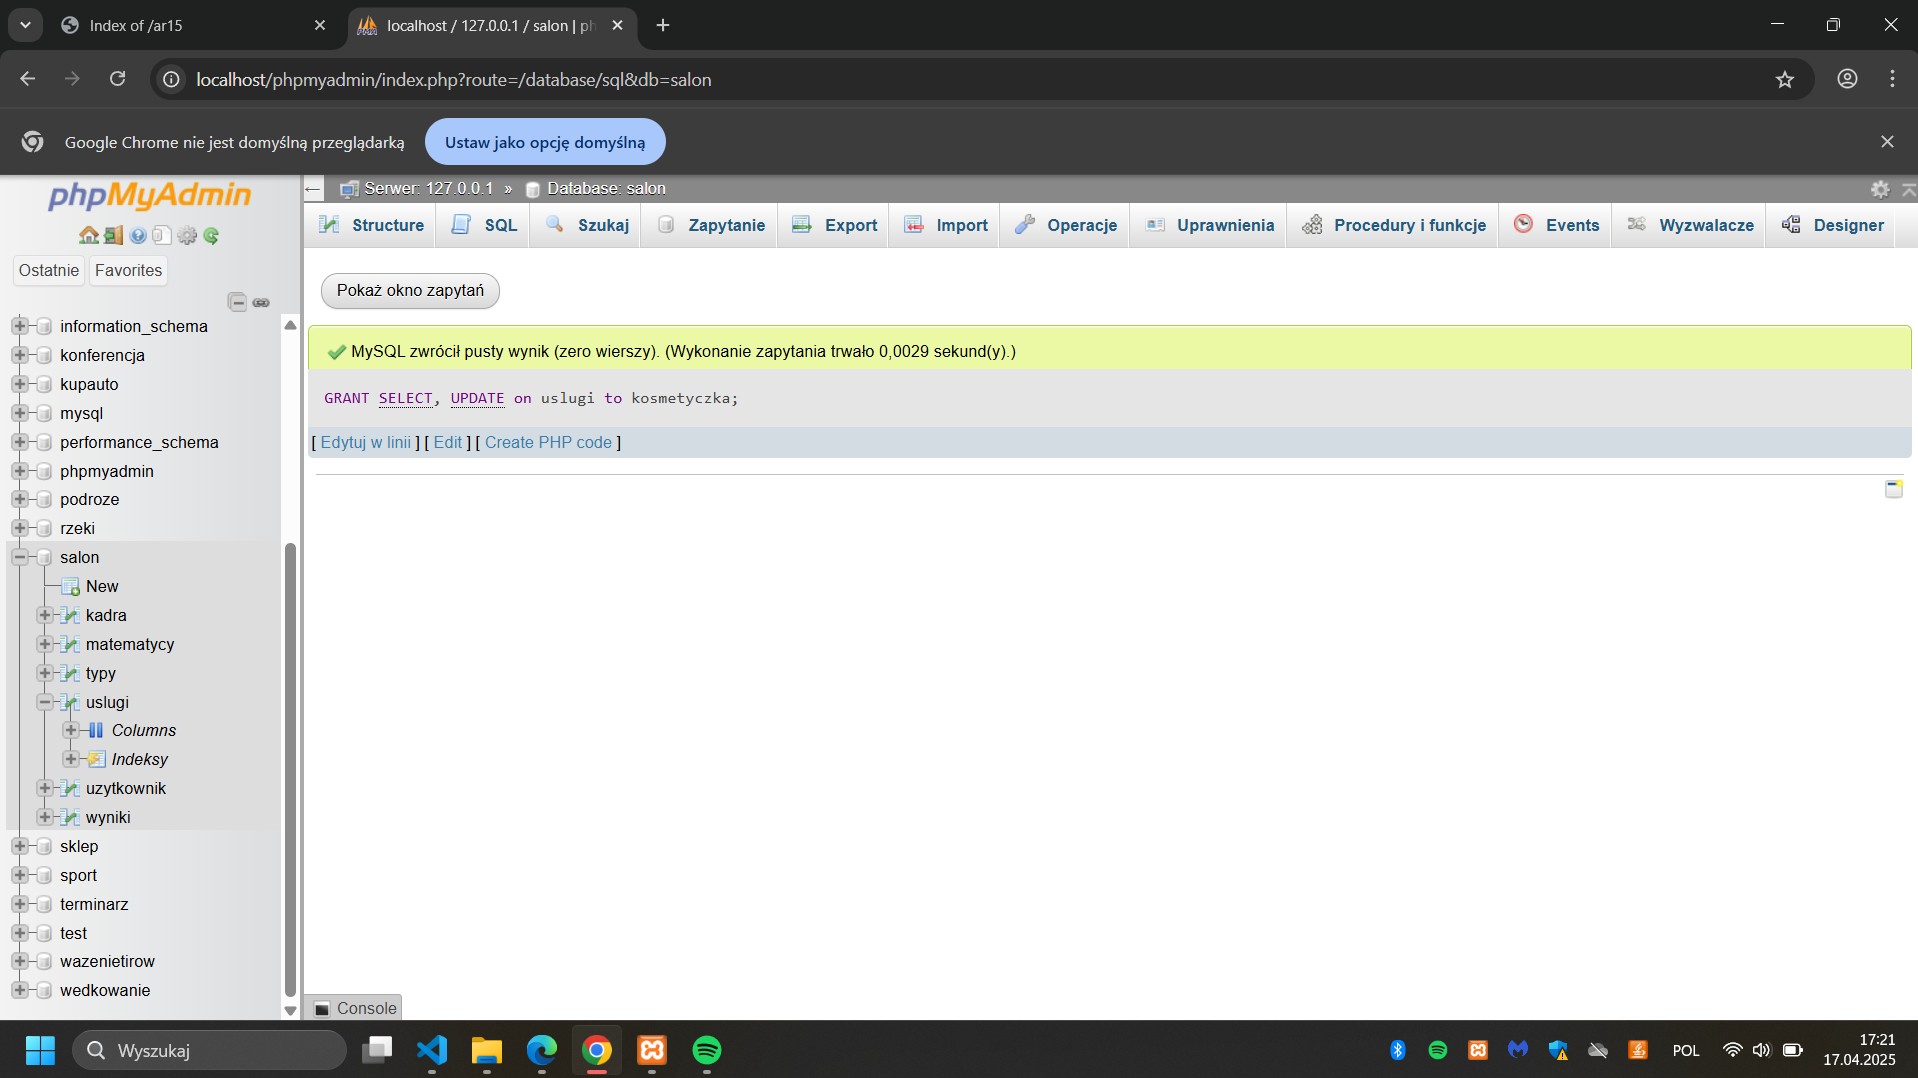 Index of /ar15
localhost / 127.0.0.1 / salon | ph
localhost/phpmyadmin/index.php?route=/database/sql&db=salon
Google Chrome nie jest domyślną przeglądarką
Ustaw jako opcję domyślną
phpMyAdmin
Ostatnie
Favorites
information_schema
konferencja
kupauto
mysql
performance_schema
phpmyadmin
podroze
rzeki
salon
New
kadra
matematycy
typy
uslugi
Columns
Indeksy
uzytkownik
wyniki
sklep
sport
terminarz
test
wazenietirow
wedkowanie
Serwer: 127.0.0.1 » Database: salon
Structure
SQL
Szukaj
Zapytanie
Export
Import
Operacje
Uprawnienia
Procedury i funkcje
Events
Wyzwalacze
Designer
Pokaż okno zapytań
MySQL zwrócił pusty wynik (zero wierszy). (Wykonanie zapytania trwało 0,0029 sekund(y).)
GRANT SELECT, UPDATE on uslugi to kosmetyczka;
[ Edytuj w linii ] [ Edit ] [ Create PHP code ]
Console
Wyszukaj
POL
17:21
17.04.2025